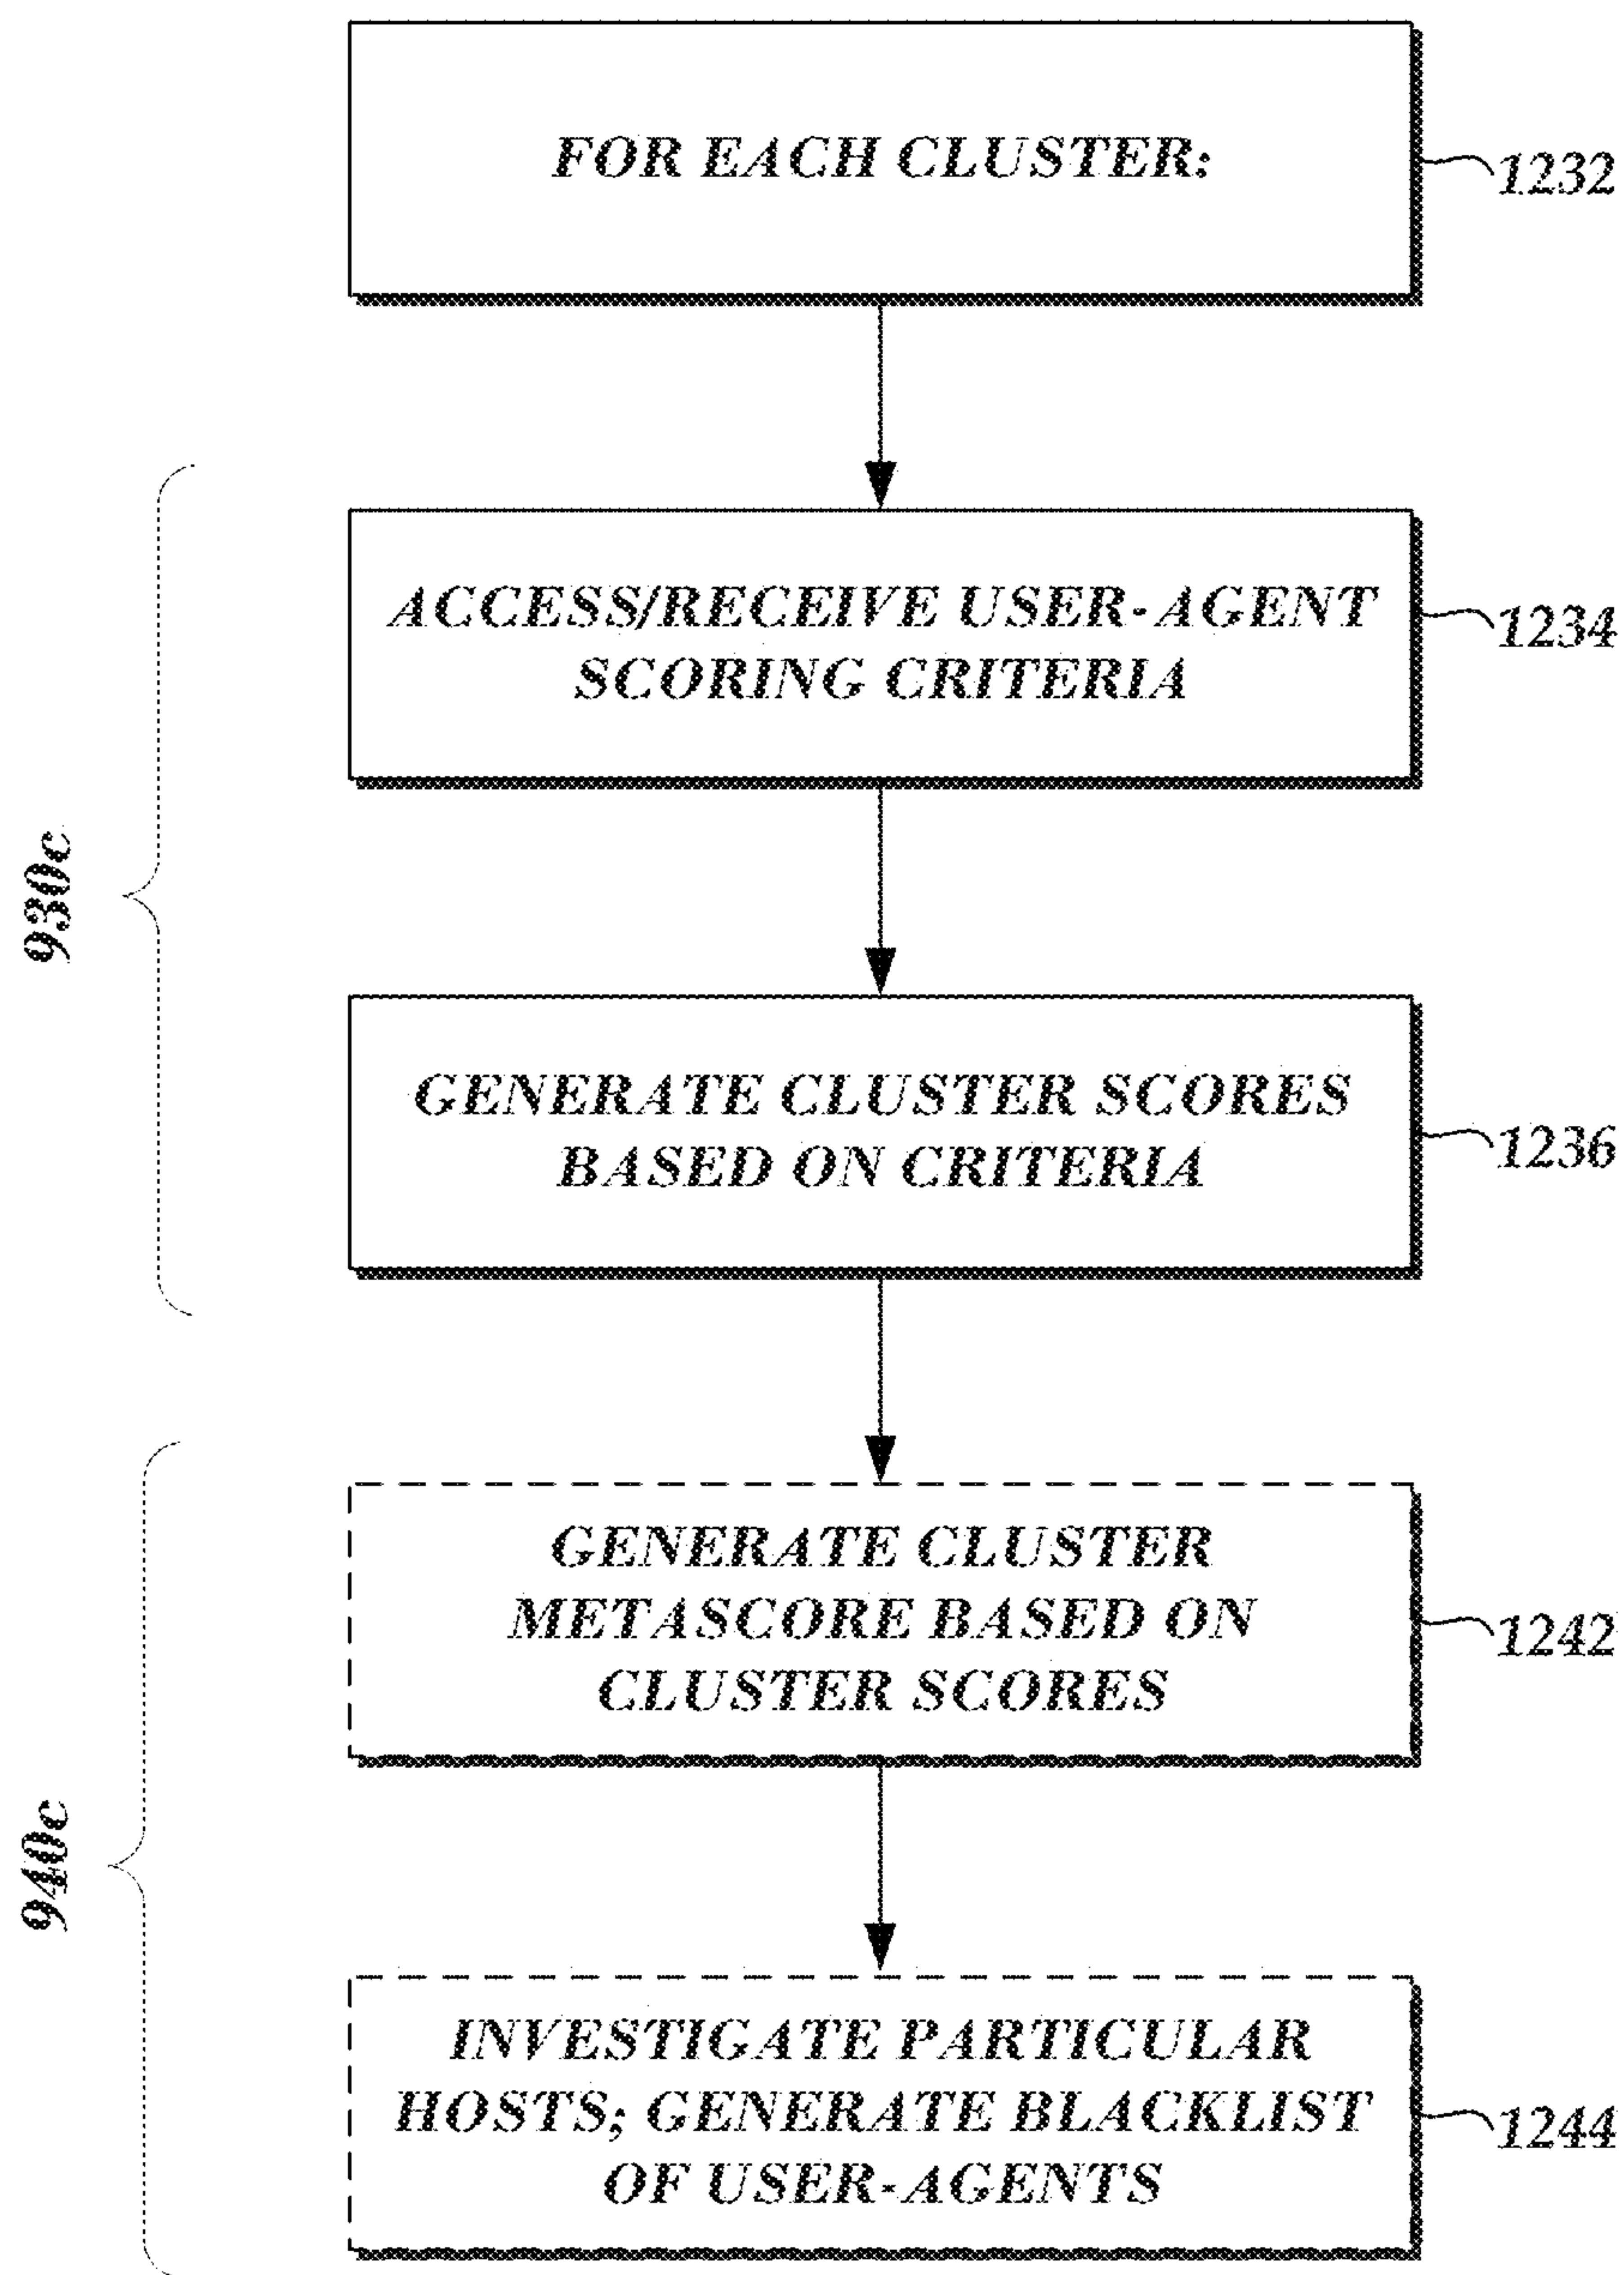 FOR EACH CLUSTER:
1232
ACCESS/RECEIVE USER-AGENT
SCORING CRITERIA
1234
930c
GENERATE CLUSTER SCORES
BASED ON CRITERIA
1236
GENERATE CLUSTER
METASCORE BASED ON
CLUSTER SCORES
1242
940c
INVESTIGATE PARTICULAR
HOSTS; GENERATE BLACKLIST
OF USER-AGENTS
1244